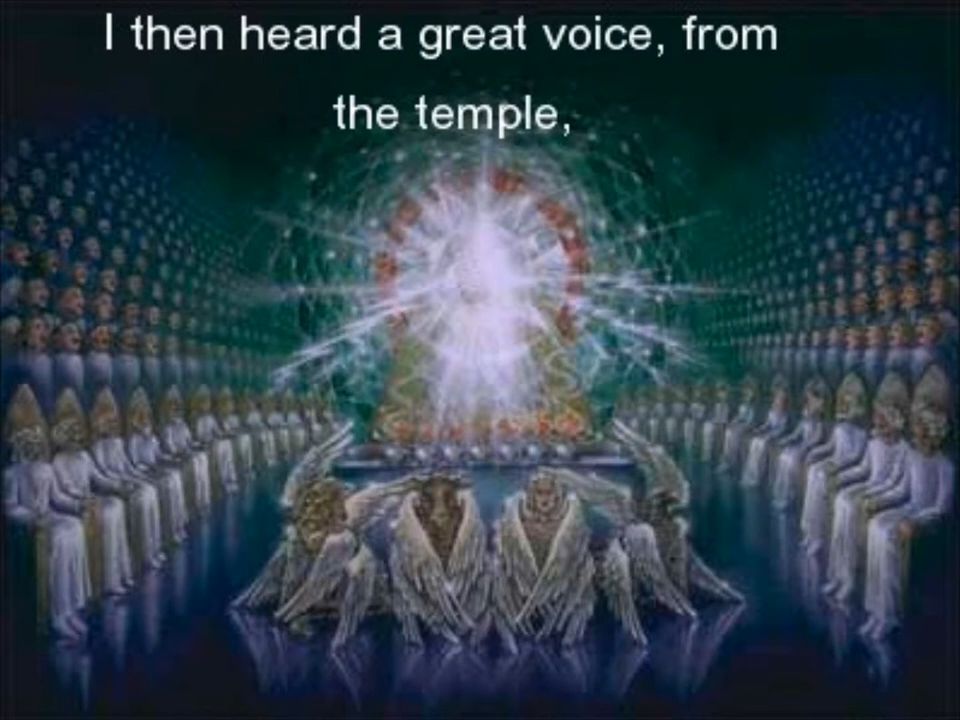 I then heard a great voice, from
the temple,